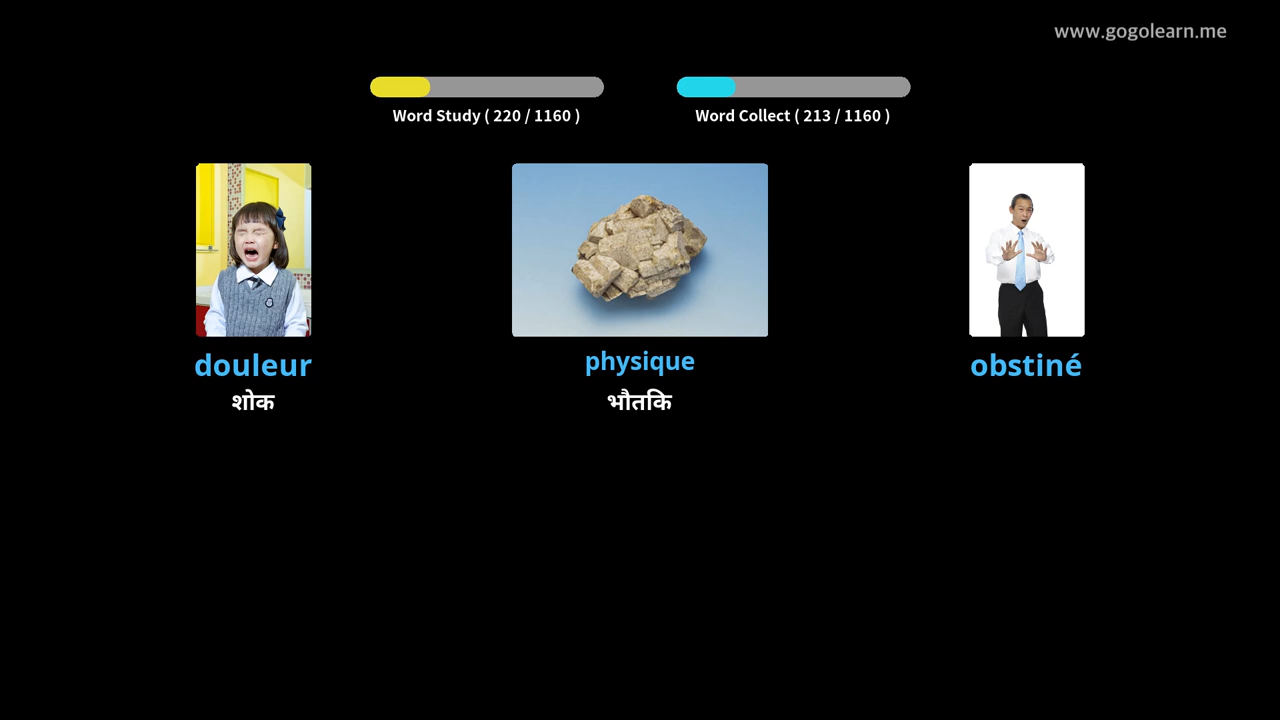 www.gogolearn.me
Word Study ( 220 / 1160 )
Word Collect ( 213 / 1160 )
douleur
शोक
physique
भौतकि
obstiné